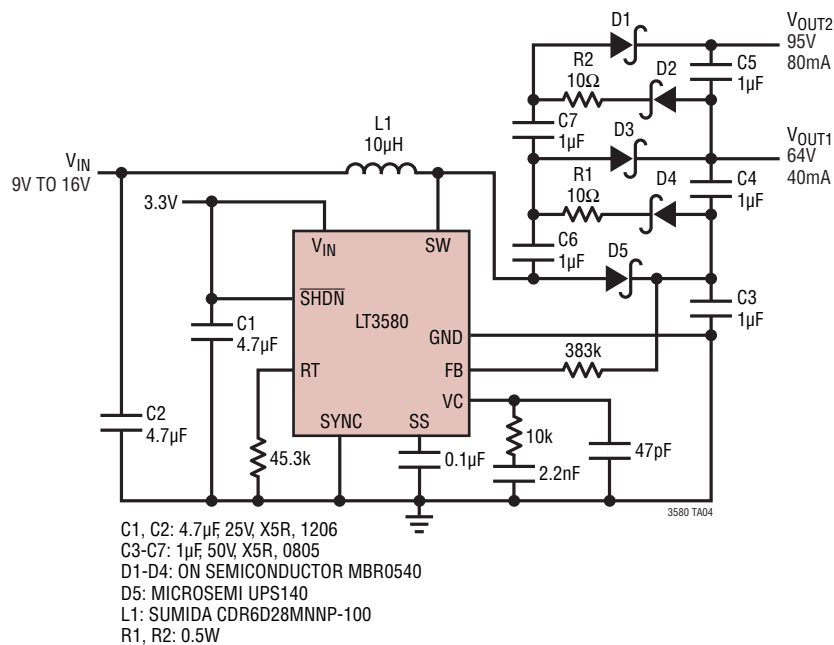 D1
VOUT2
95V
80mA
R2
10Ω
D2
C5
1µF
C7
1µF
D3
VOUT1
64V
40mA
R1
10Ω
D4
C4
1µF
L1
10µH
VIN
9V TO 16V
3.3V
VIN
SW
C6
1µF
D5
SHDN
LT3580
C1
4.7µF
GND
C3
1µF
383k
RT
FB
VC
C2
4.7µF
SYNC
SS
45.3k
0.1µF
10k
2.2nF
47pF
3580 TA04
C1, C2: 4.7µF, 25V, X5R, 1206
C3-C7: 1µF, 50V, X5R, 0805
D1-D4: ON SEMICONDUCTOR MBR0540
D5: MICROSEMI UPS140
L1: SUMIDA CDR6D28MNNP-100
R1, R2: 0.5W